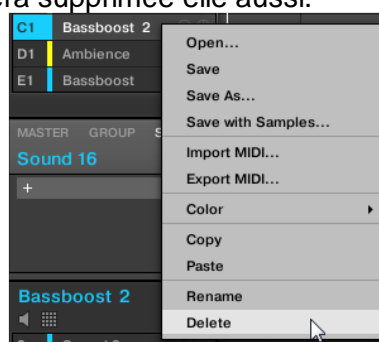 era supprimée elle aussi.
C1 Bassboost 2
D1 Ambience
E1 Bassboost
Open...
Save
Save As...
Save with Samples...
Import MIDI...
Export MIDI...
Color
Copy
Paste
Rename
Delete
MASTER GROUP S
Sound 16
+
Bassboost 2